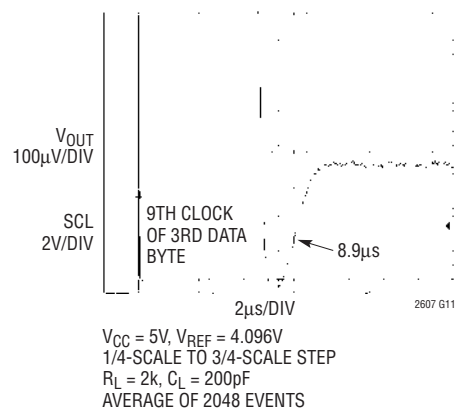 VOUT
100µV/DIV
SCL
2V/DIV
9TH CLOCK
OF 3RD DATA
BYTE
8.9µs
2µs/DIV
2607 G11
VCC = 5V, VREF = 4.096V
1/4-SCALE TO 3/4-SCALE STEP
RL = 2k, CL = 200pF
AVERAGE OF 2048 EVENTS